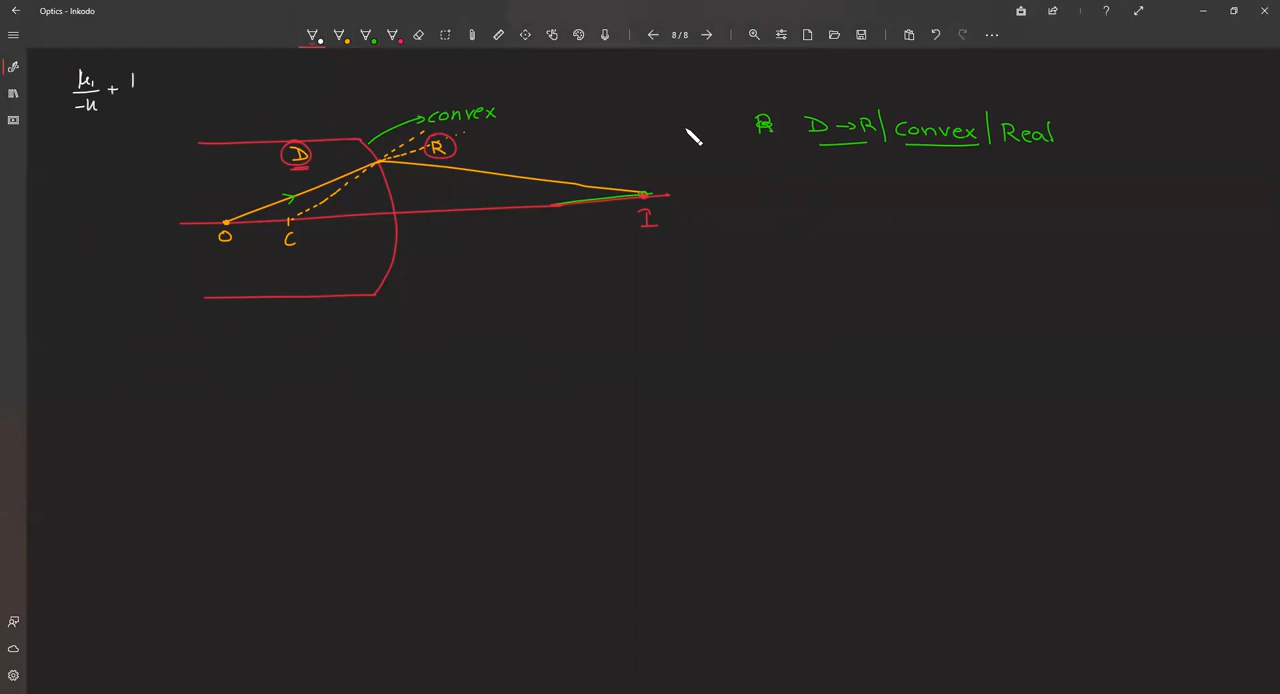 Optics - Inkodo
8/8
μ₁/-u + 1
convex
D
R
D → R | Convex | Real
O
C
I